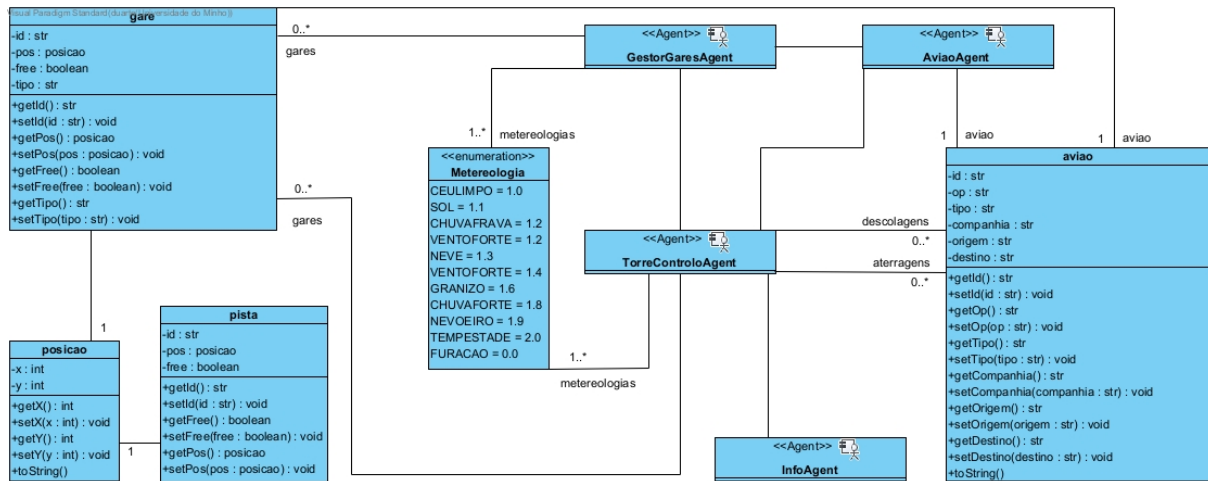 Visual Paradigm Standard(duarte(Universidade do Minho))
gare
-id : str
-pos : posicao
-free : boolean
-tipo : str
+getId() : str
+setId(id : str) : void
+getPos() : posicao
+setPos(pos : posicao) : void
+getFree() : boolean
+setFree(free : boolean) : void
+getTipo() : str
+setTipo(tipo : str) : void
0..*
gares
<<Agent>>
GestorGaresAgent
<<Agent>>
AviaoAgent
1..*
metereologias
1
aviao
1
aviao
<<enumeration>>
Metereologia
CEULIMPO = 1.0
SOL = 1.1
CHUVAFRAVA = 1.2
VENTOFORTE = 1.2
NEVE = 1.3
VENTOFORTE = 1.4
GRANIZO = 1.6
CHUVAFORTE = 1.8
NEVOEIRO = 1.9
TEMPESTADE = 2.0
FURACAO = 0.0
0..*
gares
<<Agent>>
TorreControloAgent
descolagens
0..*
aterragens
0..*
aviao
-id : str
-op : str
-tipo : str
-companhia : str
-origem : str
-destino : str
+getId() : str
+setId(id : str) : void
+getOp() : str
+setOp(op : str) : void
+getTipo() : str
+setTipo(tipo : str) : void
+getCompanhia() : str
+setCompanhia(companhia : str) : void
+getOrigem() : str
+setOrigem(origem : str) : void
+getDestino() : str
+setDestino(destino : str) : void
+toString()
1
posicao
-x : int
-y : int
+getX() : int
+setX(x : int) : void
+getY() : int
+setY(y : int) : void
+toString()
1
pista
-id : str
-pos : posicao
-free : boolean
+getId() : str
+setId(id : str) : void
+getFree() : boolean
+setFree(free : boolean) : void
+getPos() : posicao
+setPos(pos : posicao) : void
1..*
metereologias
<<Agent>>
InfoAgent